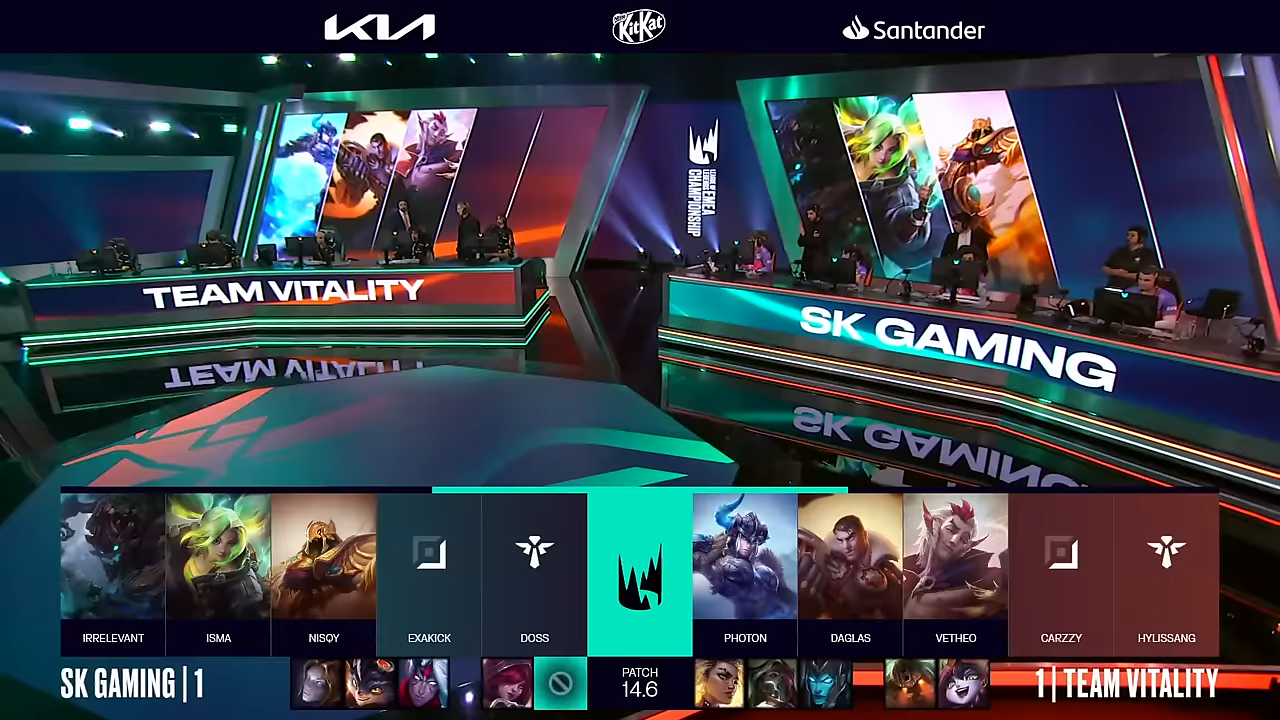 KIA
KitKat
Santander
LEAGUE OF LEGENDS
EMEA
CHAMPIONSHIP
TEAM VITALITY
SK GAMING
TEAM VITALITY
SK GAMING
IRRELEVANT
ISMA
NISQY
EXAKICK
DOSS
PHOTON
DAGLAS
VETHEO
CARZZY
HYLISSANG
SK GAMING | 1
PATCH
14.6
1 | TEAM VITALITY